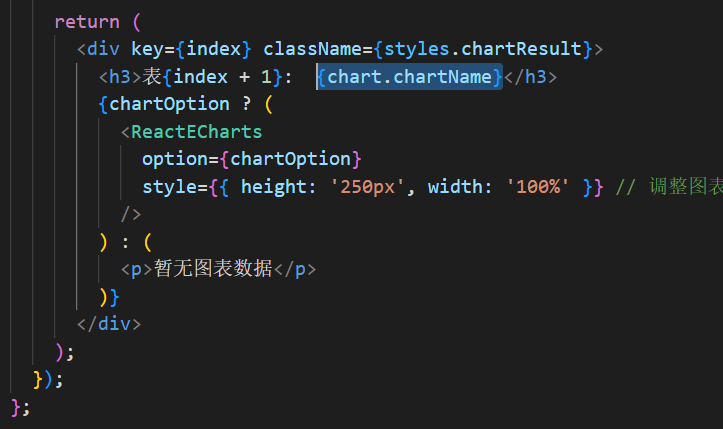 return (
<div key={index} className={styles.chartResult}>
<h3>表{index + 1}:  {chart.chartName}</h3>
{chartOption ? (
<ReactECharts
option={chartOption}
style={{ height: '250px', width: '100%' }} // 调整图表
/>
) : (
<p>暂无图表数据</p>
)}
</div>
);
});
};